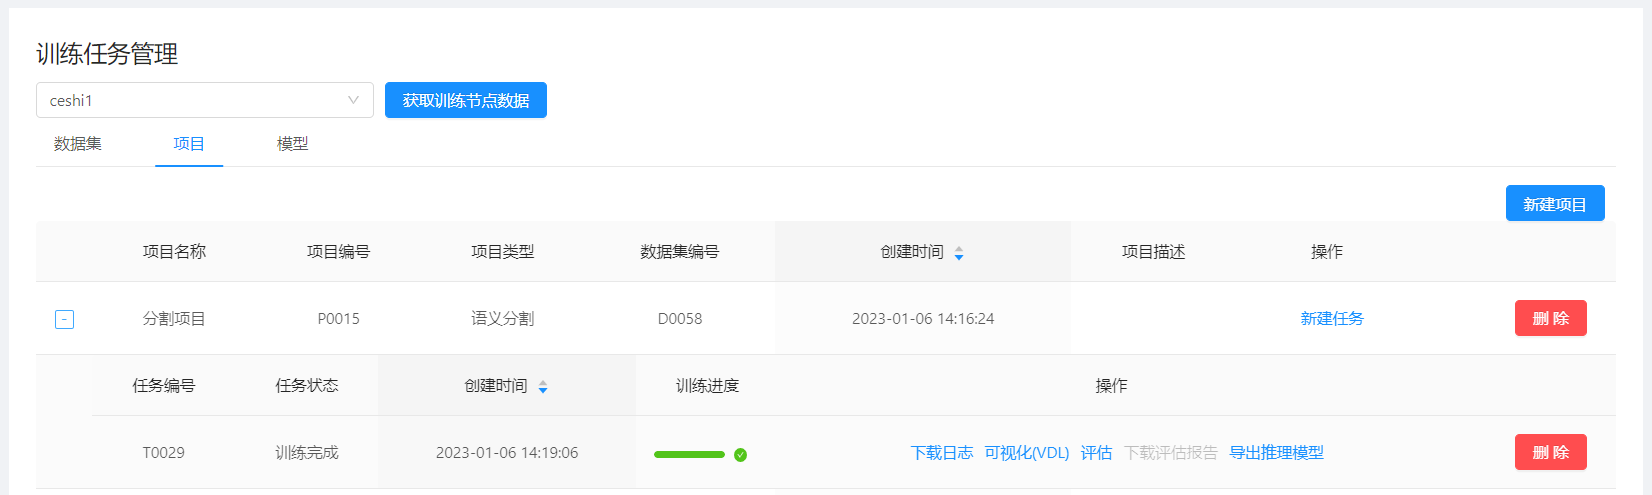 训练任务管理
ceshi1 获取训练节点数据
数据集 项目 模型
新建项目
项目名称 项目编号 项目类型 数据集编号 创建时间 项目描述 操作
分割项目 P0015 语义分割 D0058 2023-01-06 14:16:24 新建任务 删 除
任务编号 任务状态 创建时间 训练进度 操作
T0029 训练完成 2023-01-06 14:19:06 下载日志 可视化(VDL) 评估 下载评估报告 导出推理模型 删 除